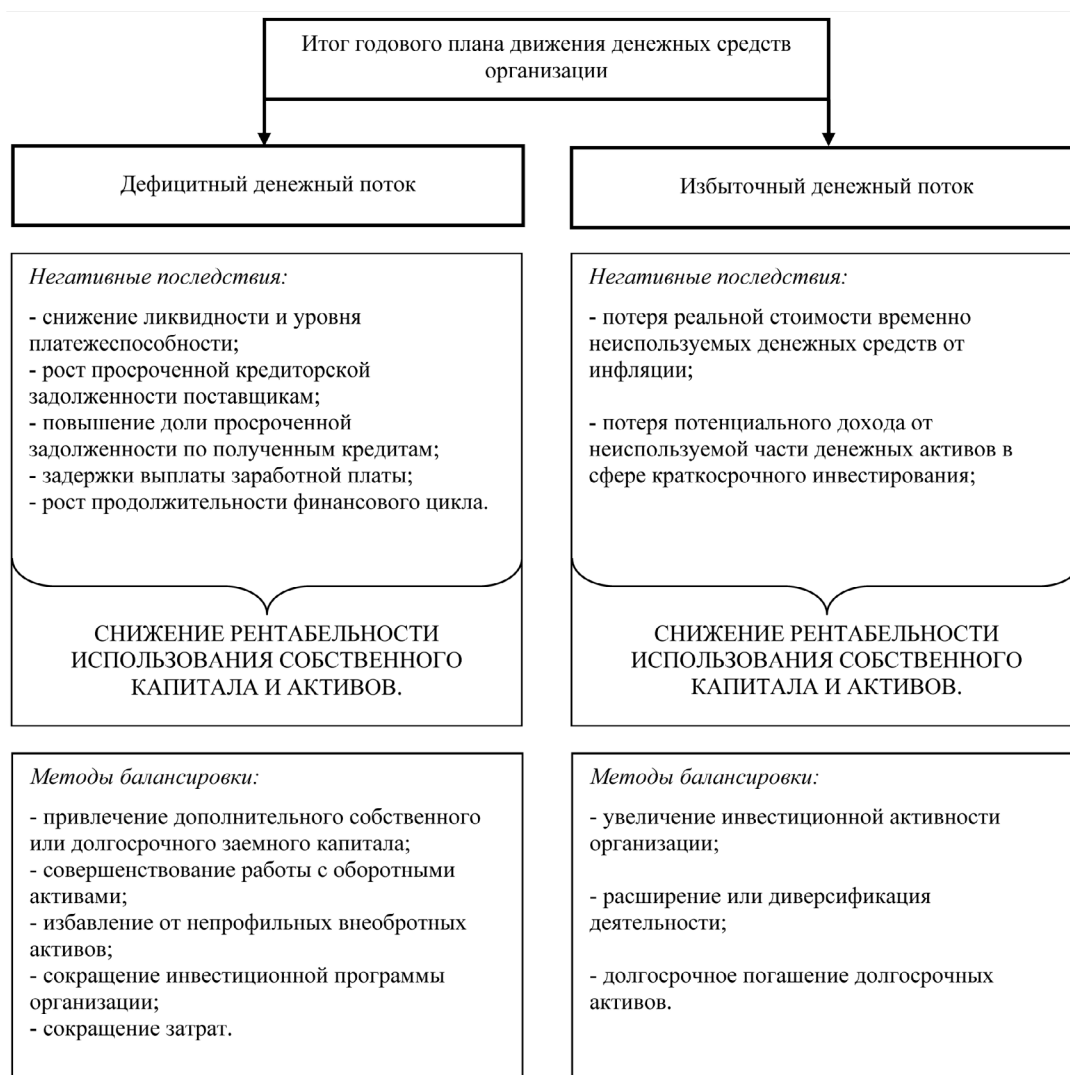 Итог годового плана движения денежных средств
организации
Дефицитный денежный поток
Избыточный денежный поток
Негативные последствия:
- снижение ликвидности и уровня
платежеспособности;
- рост просроченной кредиторской
задолженности поставщикам;
- повышение доли просроченной
задолженности по полученным кредитам;
- задержки выплаты заработной платы;
- рост продолжительности финансового цикла.
СНИЖЕНИЕ РЕНТАБЕЛЬНОСТИ
ИСПОЛЬЗОВАНИЯ СОБСТВЕННОГО
КАПИТАЛА И АКТИВОВ.
Негативные последствия:
- потеря реальной стоимости временно
неиспользуемых денежных средств от
инфляции;
- потеря потенциального дохода от
неиспользуемой части денежных активов в
сфере краткосрочного инвестирования;
СНИЖЕНИЕ РЕНТАБЕЛЬНОСТИ
ИСПОЛЬЗОВАНИЯ СОБСТВЕННОГО
КАПИТАЛА И АКТИВОВ.
Методы балансировки:
- привлечение дополнительного собственного
или долгосрочного заемного капитала;
- совершенствование работы с оборотными
активами;
- избавление от непрофильных внеобротных
активов;
- сокращение инвестиционной программы
организации;
- сокращение затрат.
Методы балансировки:
- увеличение инвестиционной активности
организации;
- расширение или диверсификация
деятельности;
- долгосрочное погашение долгосрочных
активов.